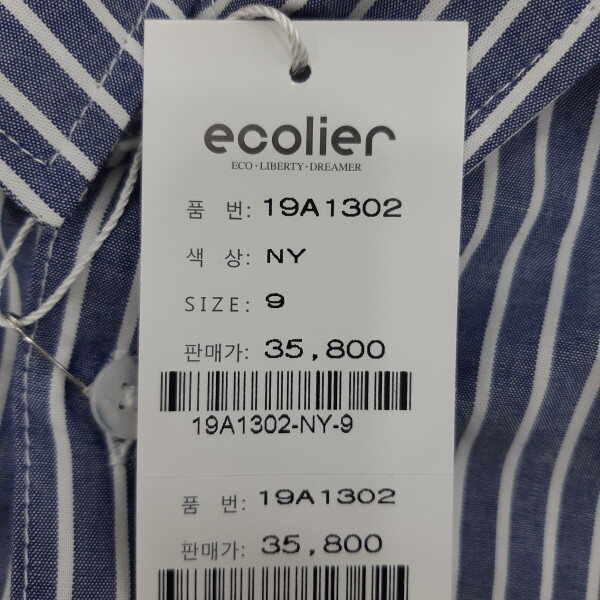 ecolier
ECO·LIBERTY·DREAMER
품 번: 19A1302
색 상: NY
SIZE: 9
판매가: 35,800
19A1302-NY-9
품 번: 19A1302
판매가: 35,800